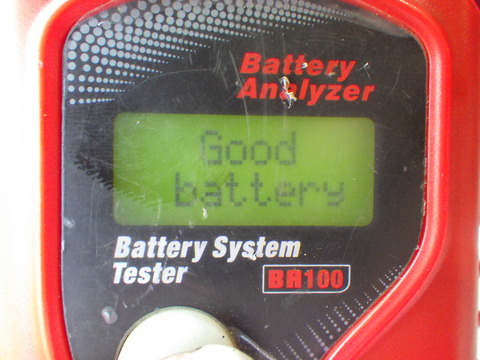 Battery
Analyzer
Good
battery
Battery System
Tester
BA100